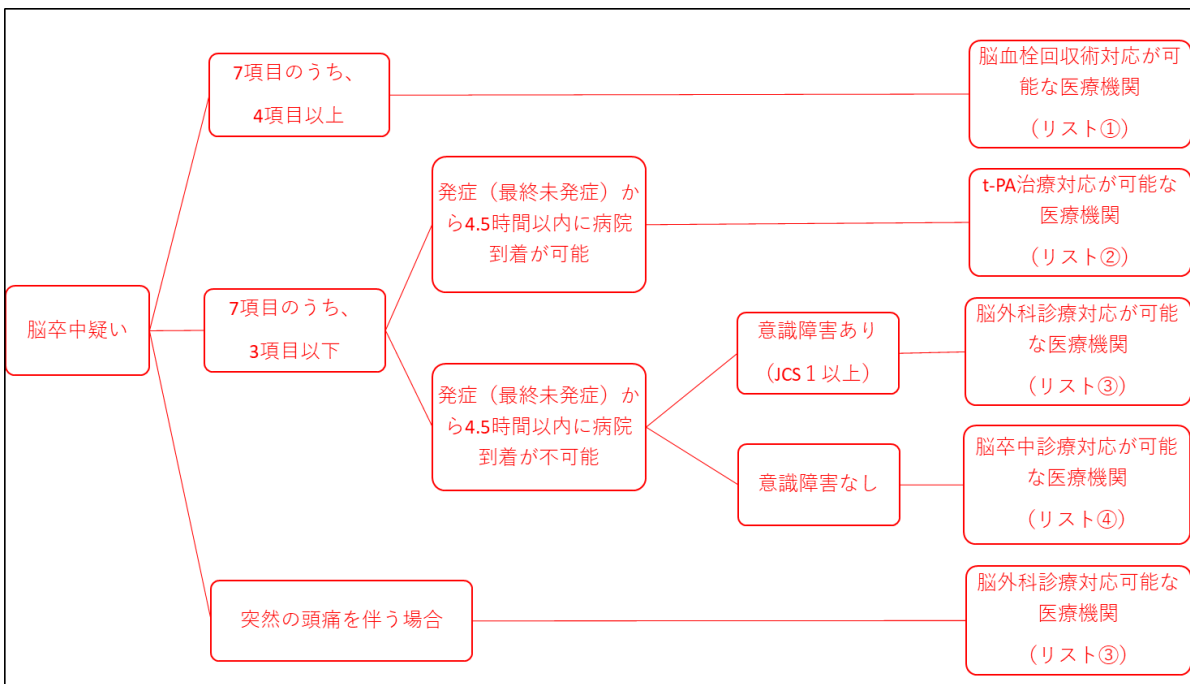 脳卒中疑い
7項目のうち、
4項目以上
脳血栓回収術対応が可
能な医療機関
（リスト①）
7項目のうち、
3項目以下
発症（最終未発症）か
ら4.5時間以内に病院
到着が可能
t-PA治療対応が可能な
医療機関
（リスト②）
発症（最終未発症）か
ら4.5時間以内に病院
到着が不可能
意識障害あり
（JCS１以上）
脳外科診療対応が可能
な医療機関
（リスト③）
意識障害なし
脳卒中診療対応が可能
な医療機関
（リスト④）
突然の頭痛を伴う場合
脳外科診療対応可能な
医療機関
（リスト③）